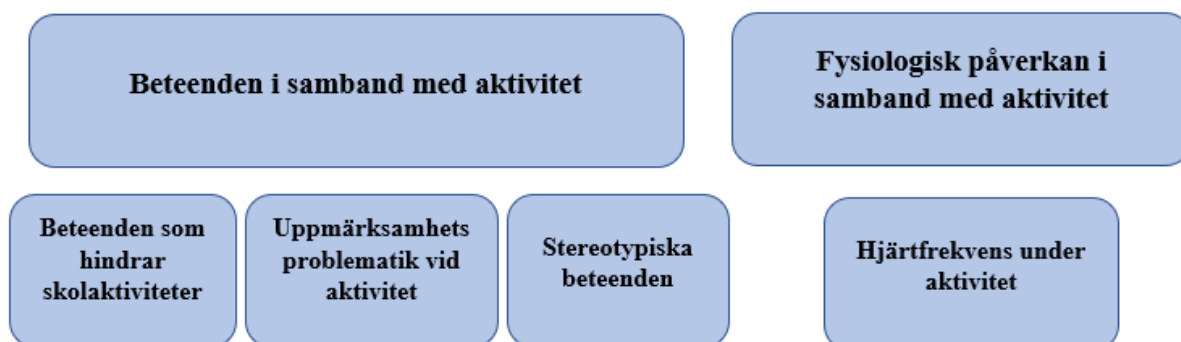 Beteenden i samband med aktivitet
Fysiologisk påverkan i
samband med aktivitet
Beteenden som
hindrar
skolaktiviteter
Uppmärksamhets
problematik vid
aktivitet
Stereotypiska
beteenden
Hjärtfrekvens under
aktivitet